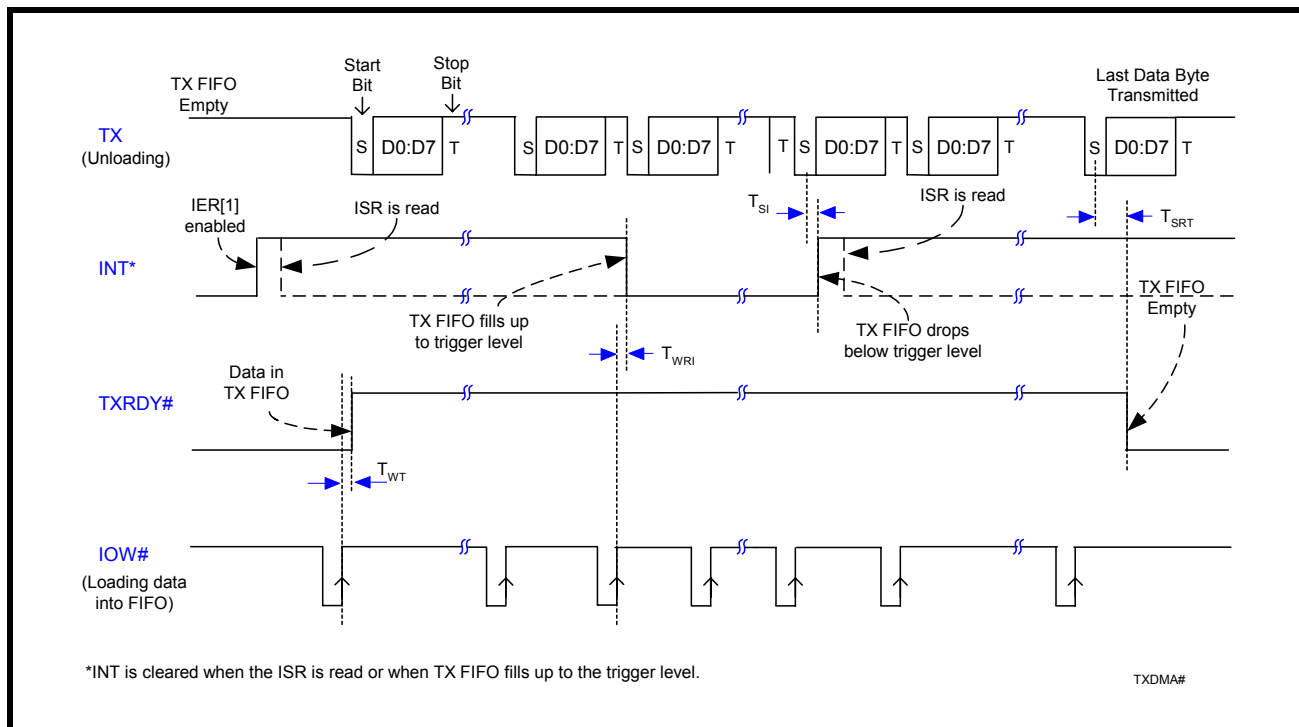 Start
Bit
Stop
Bit
TX FIFO
Empty
Last Data Byte
Transmitted
TX
(Unloading)
S D0:D7 T S D0:D7 T S D0:D7 T T S D0:D7 T S D0:D7 T S D0:D7 T
IER[1]
enabled
ISR is read
TSI
ISR is read
TSRT
INT*
TX FIFO fills up
to trigger level
TX FIFO drops
below trigger level
TX FIFO
Empty
TWRI
Data in
TX FIFO
TXRDY#
TWT
IOW#
(Loading data
into FIFO)
*INT is cleared when the ISR is read or when TX FIFO fills up to the trigger level.
TXDMA#